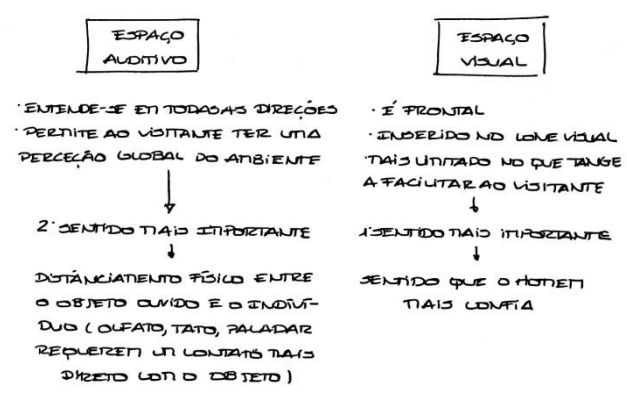 ESPAÇO
AUDITIVO
· ENTENDE-SE EM TODAS AS DIREÇÕES
· PERMITE AO VISITANTE TER UMA
PERCEÇÃO GLOBAL DO AMBIENTE
2º SENTIDO MAIS IMPORTANTE
DISTÂNCIAMENTO FÍSICO ENTRE
O OBJETO OUVIDO E O INDIVÍ-
DUO (OLFATO, TATO, PALADAR
REQUEREM UM CONTATO MAIS
DIRETO COM O OBJETO)
ESPAÇO
VISUAL
· É FRONTAL
· INSERIDO NO CONE VISUAL
· MAIS LIMITADO NO QUE TANGE
A FACILITAR AO VISITANTE
1º SENTIDO MAIS IMPORTANTE
SENTIDO QUE O HOMEM
MAIS CONFIA